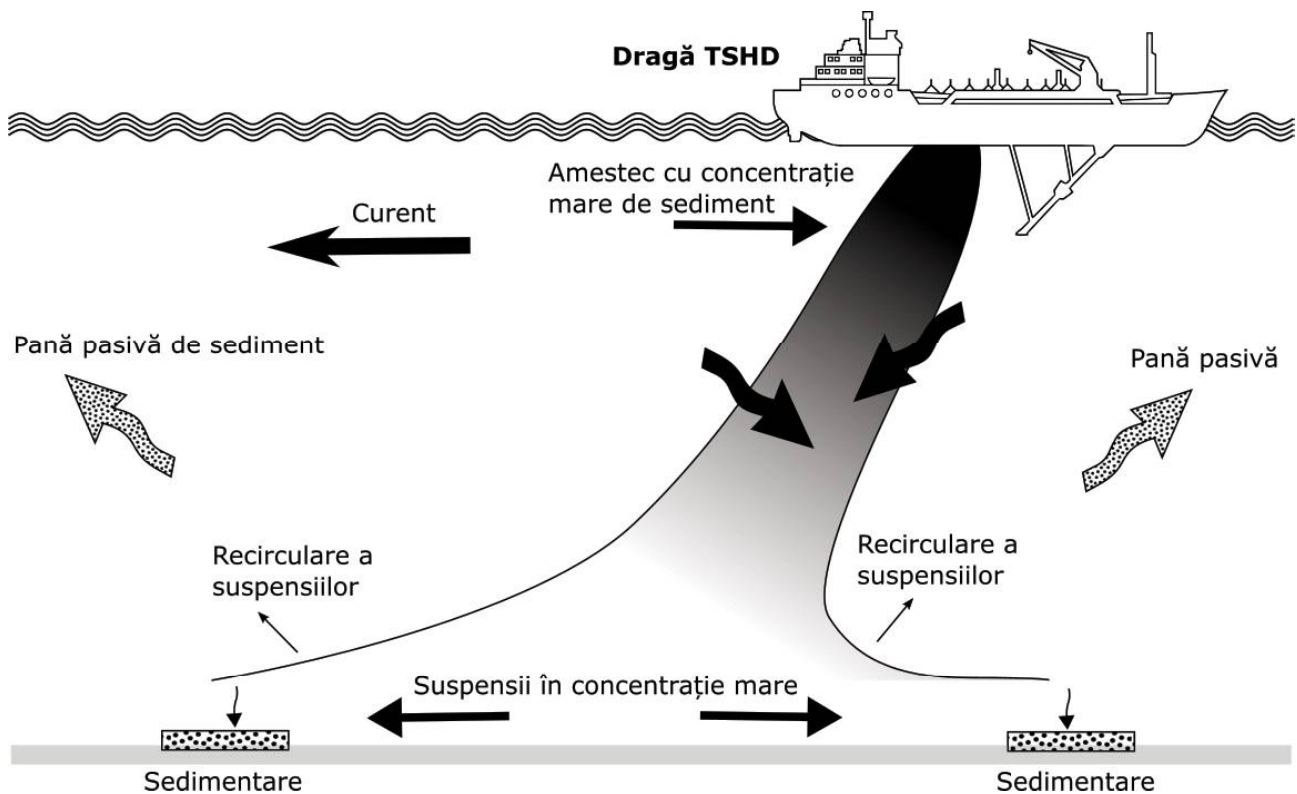 Dragă TSHD
Amestec cu concentrație
mare de sediment
Curent
Pană pasivă de sediment
Pană pasivă
Recirculare a
suspensiilor
Recirculare a
suspensiilor
Suspensii în concentrație mare
Sedimentare
Sedimentare